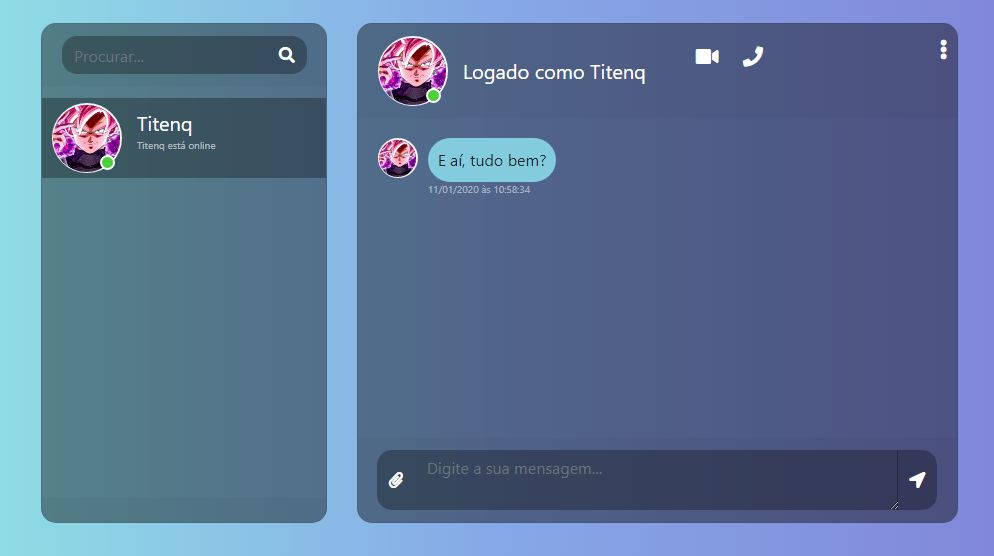 Procurar...
Titenq
Titenq está online
Logado como Titenq
E aí, tudo bem?
11/01/2020 às 10:58:34
Digite a sua mensagem...